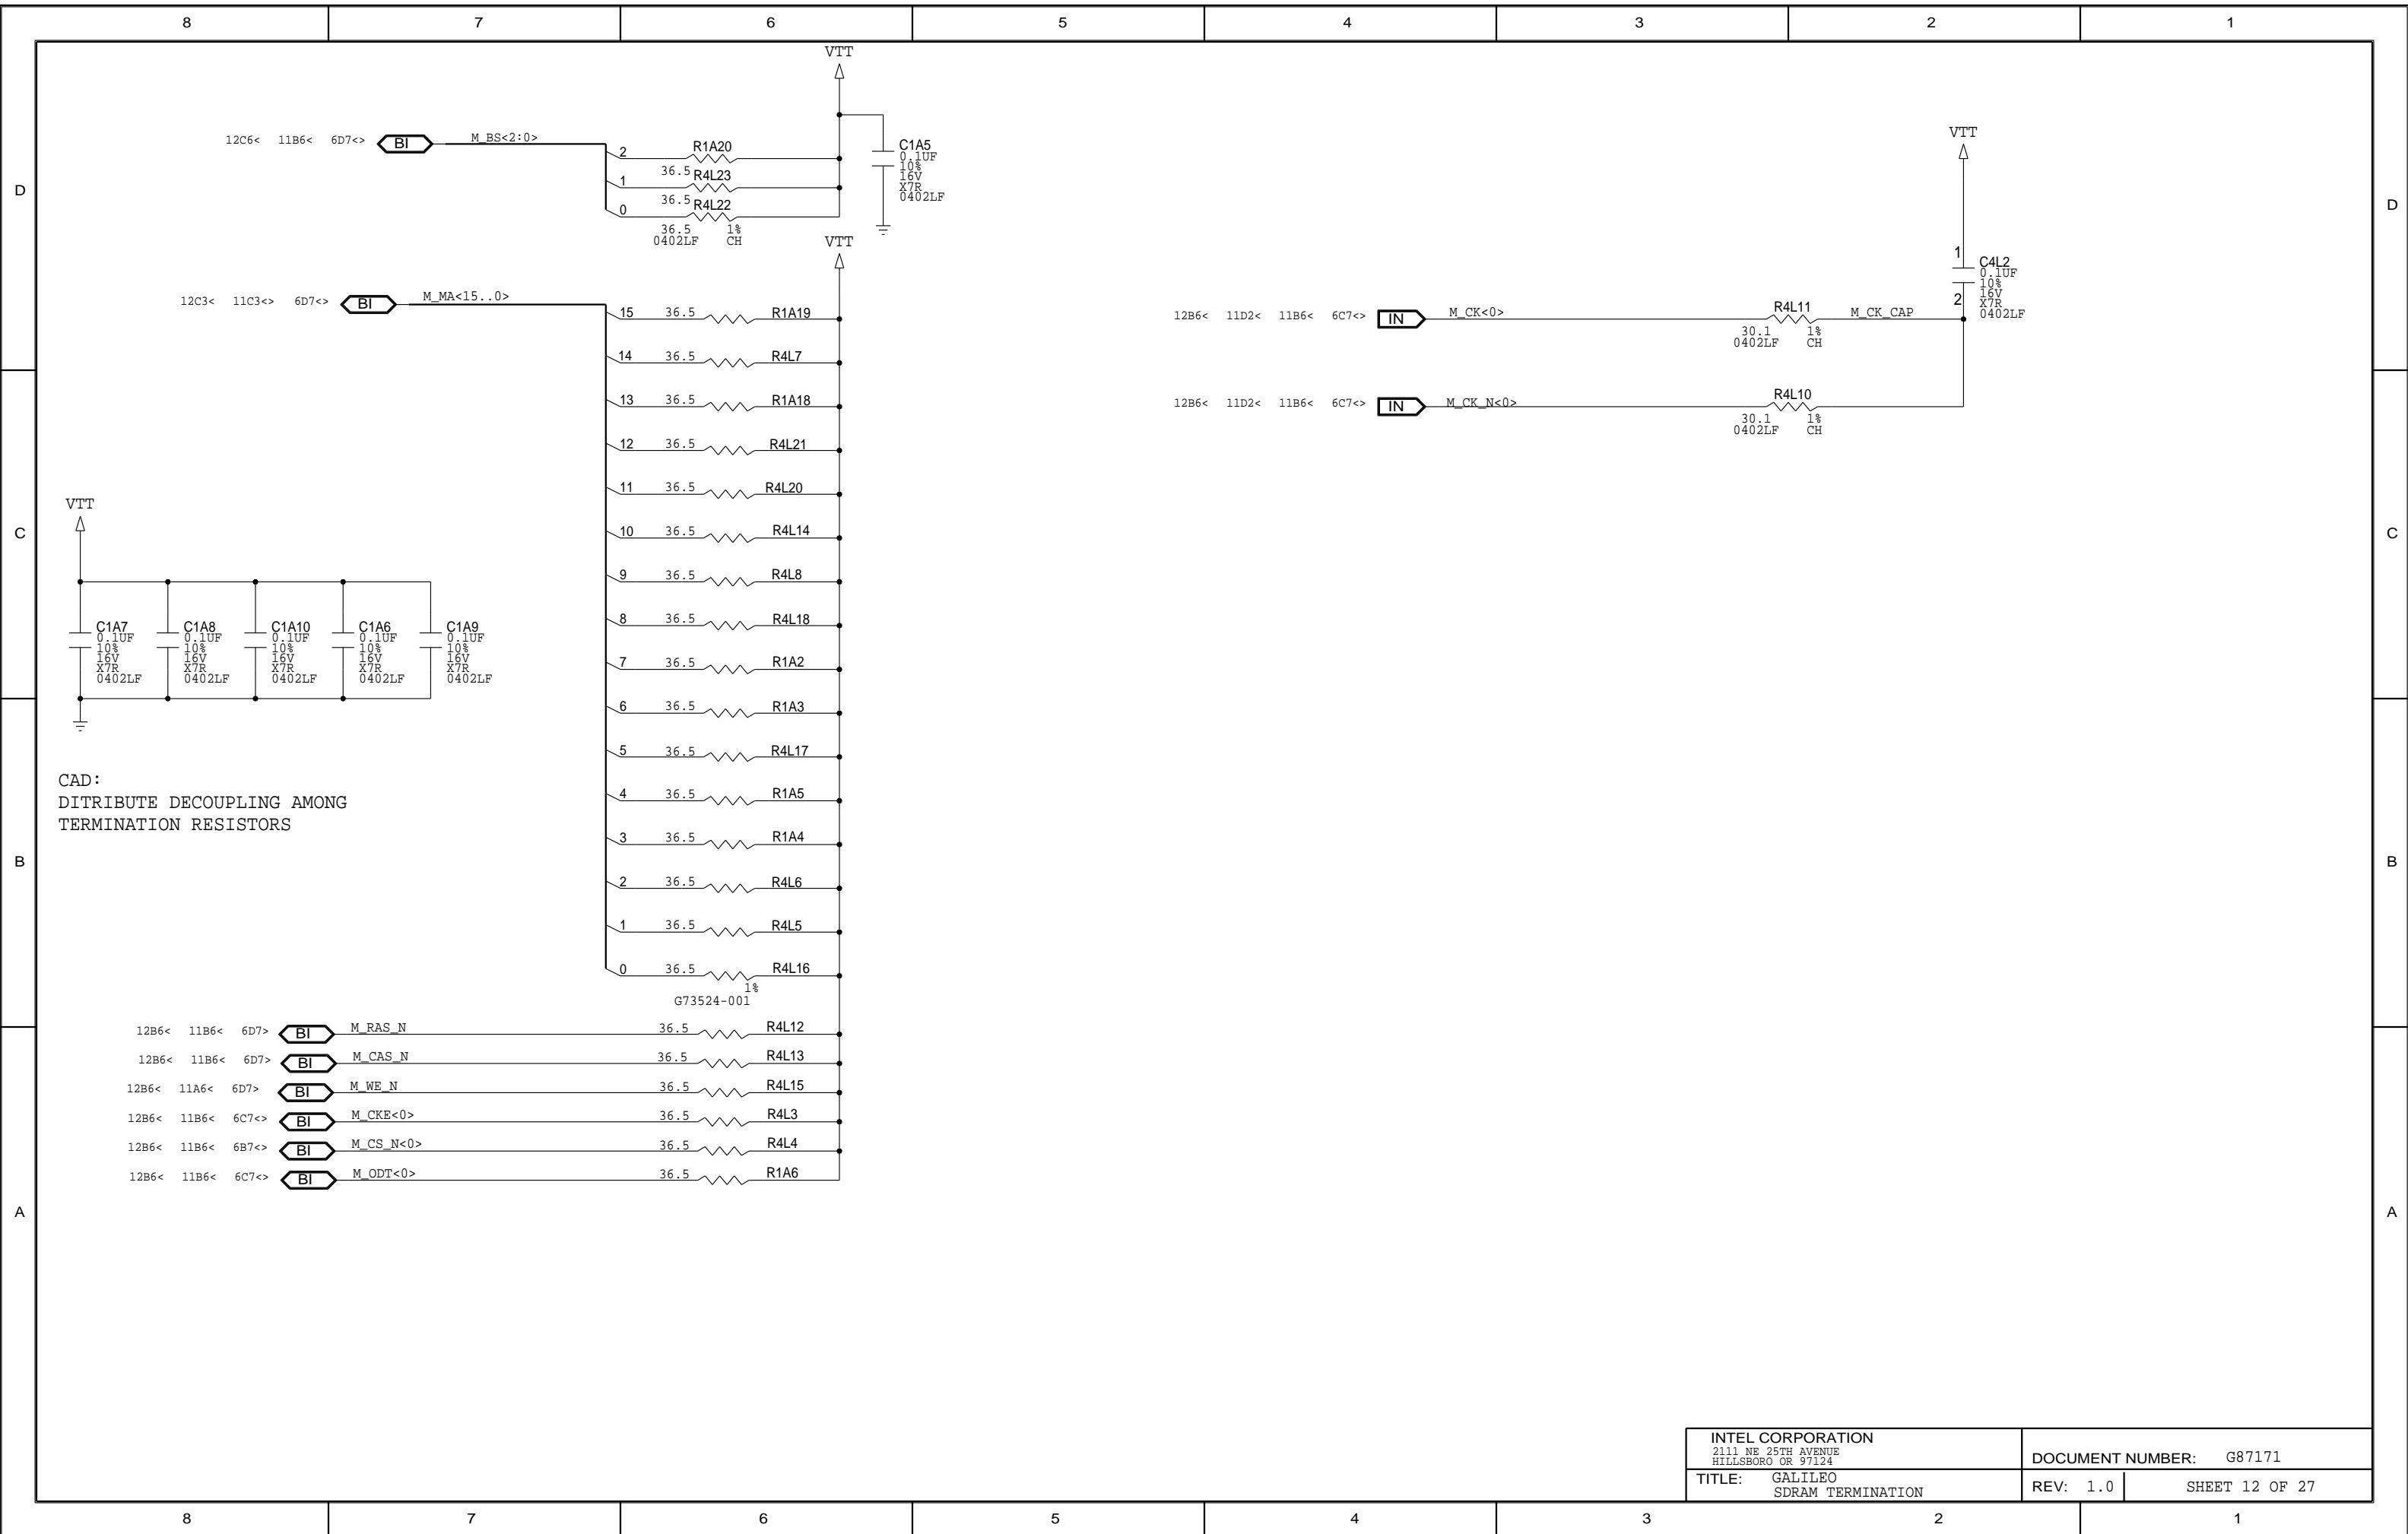 8 7 6 5 4 3 2 1
VTT
12C6< 11B6< 6D7<> BI M_BS<2:0>
2 R1A20
36.5
1 R4L23
36.5
0 R4L22
36.5 1%
0402LF CH
C1A5
0.1UF
10%
16V
X7R
0402LF
VTT
D
D
VTT
1
C4L2
0.1UF
10%
16V
X7R
0402LF
2
12C3< 11C3<> 6D7<> BI M_MA<15..0>
15 36.5 R1A19
14 36.5 R4L7
13 36.5 R1A18
12 36.5 R4L21
11 36.5 R4L20
10 36.5 R4L14
9 36.5 R4L8
8 36.5 R4L18
7 36.5 R1A2
6 36.5 R1A3
5 36.5 R4L17
4 36.5 R1A5
3 36.5 R1A4
2 36.5 R4L6
1 36.5 R4L5
0 36.5 R4L16
1%
G73524-001
12B6< 11D2< 11B6< 6C7<> IN M_CK<0> R4L11 M_CK_CAP
30.1 1%
0402LF CH
12B6< 11D2< 11B6< 6C7<> IN M_CK_N<0> R4L10
30.1 1%
0402LF CH
C
C
VTT
C1A7
0.1UF
10%
16V
X7R
0402LF
C1A8
0.1UF
10%
16V
X7R
0402LF
C1A10
0.1UF
10%
16V
X7R
0402LF
C1A6
0.1UF
10%
16V
X7R
0402LF
C1A9
0.1UF
10%
16V
X7R
0402LF
CAD:
DITRIBUTE DECOUPLING AMONG
TERMINATION RESISTORS
B
B
12B6< 11B6< 6D7> BI M_RAS_N 36.5 R4L12
12B6< 11B6< 6D7> BI M_CAS_N 36.5 R4L13
12B6< 11A6< 6D7> BI M_WE_N 36.5 R4L15
12B6< 11B6< 6C7<> BI M_CKE<0> 36.5 R4L3
12B6< 11B6< 6B7<> BI M_CS_N<0> 36.5 R4L4
12B6< 11B6< 6C7<> BI M_ODT<0> 36.5 R1A6
A
A
INTEL CORPORATION
2111 NE 25TH AVENUE
HILLSBORO OR 97124
DOCUMENT NUMBER: G87171
TITLE: GALILEO
SDRAM TERMINATION
REV: 1.0 SHEET 12 OF 27
8 7 6 5 4 3 2 1